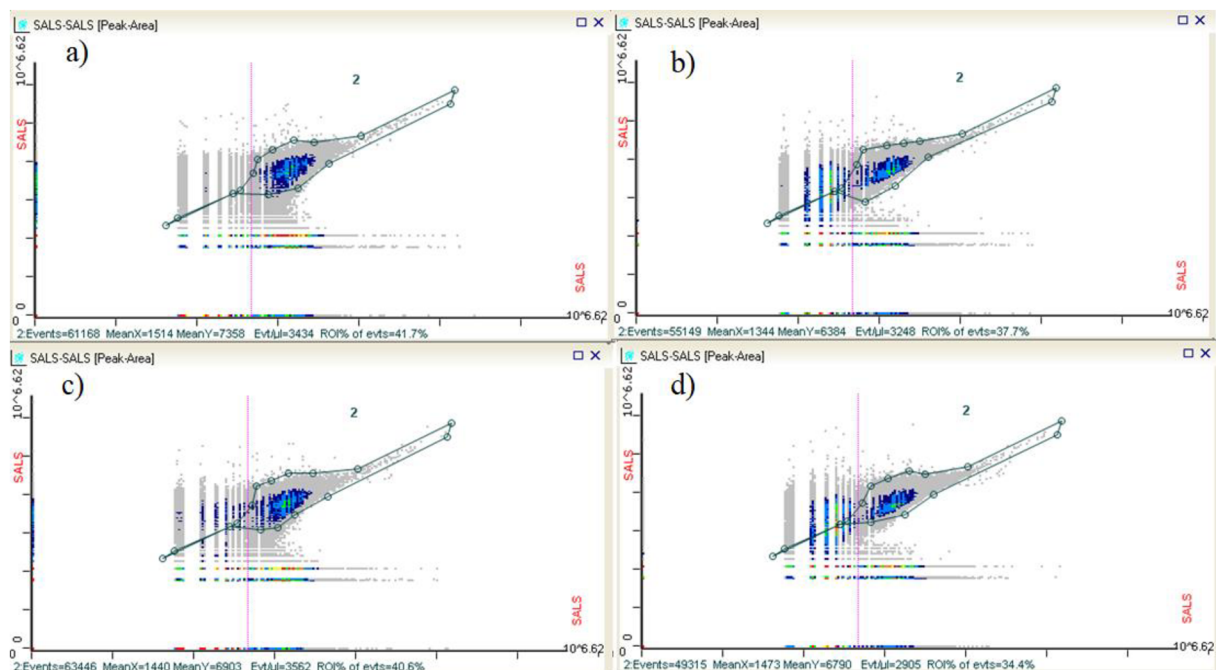 SALS-SALS [Peak-Area]
a)
10^6.62
2
SALS
SALS
0
0
10^6.62
2:Events=61168 MeanX=1514 MeanY=7358 Evt/µl=3434 ROI% of evts=41.7%
SALS-SALS [Peak-Area]
b)
10^6.62
2
SALS
SALS
0
0
10^6.62
2:Events=55149 MeanX=1344 MeanY=6384 Evt/µl=3248 ROI% of evts=37.7%
SALS-SALS [Peak-Area]
c)
10^6.62
2
SALS
SALS
0
0
10^6.62
2:Events=63446 MeanX=1440 MeanY=6903 Evt/µl=3562 ROI% of evts=40.6%
SALS-SALS [Peak-Area]
d)
10^6.62
2
SALS
SALS
0
0
10^6.62
2:Events=49315 MeanX=1473 MeanY=6790 Evt/µl=2905 ROI% of evts=34.4%